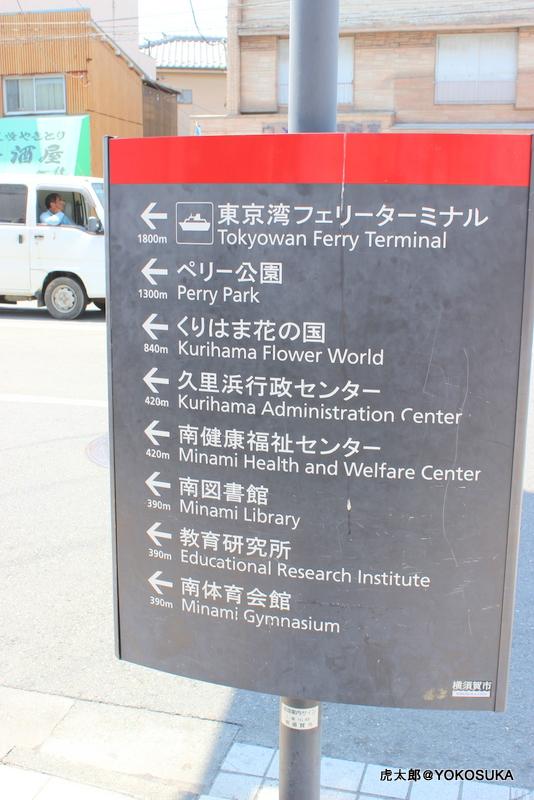 酒屋
東京湾フェリーターミナル
1800m
Tokyowan Ferry Terminal
ペリー公園
1300m
Perry Park
くりはま花の国
840m
Kurihama Flower World
久里浜行政センター
420m
Kurihama Administration Center
南健康福祉センター
420m
Minami Health and Welfare Center
南図書館
390m
Minami Library
教育研究所
390m
Educational Research Institute
南体育会館
390m
Minami Gymnasium
横須賀市
虎太郎@YOKOSUKA